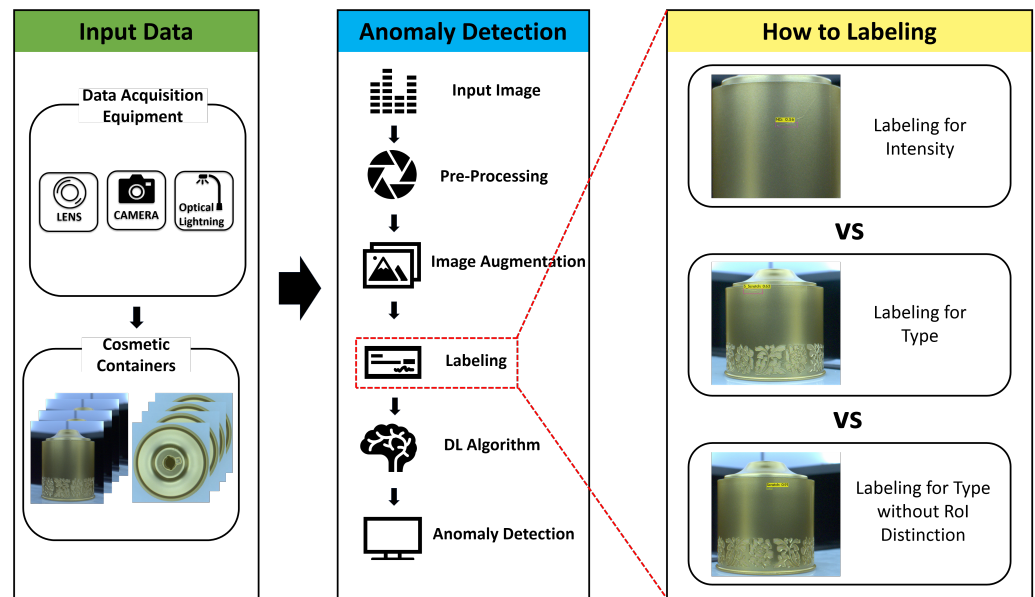 Input Data
Data Acquisition
Equipment
LENS
CAMERA
Optical
Lightning
Cosmetic
Containers
Anomaly Detection
Input Image
Pre-Processing
Image Augmentation
Labeling
DL Algorithm
Anomaly Detection
How to Labeling
Labeling for
Intensity
VS
Labeling for
Type
VS
Labeling for Type
without RoI
Distinction